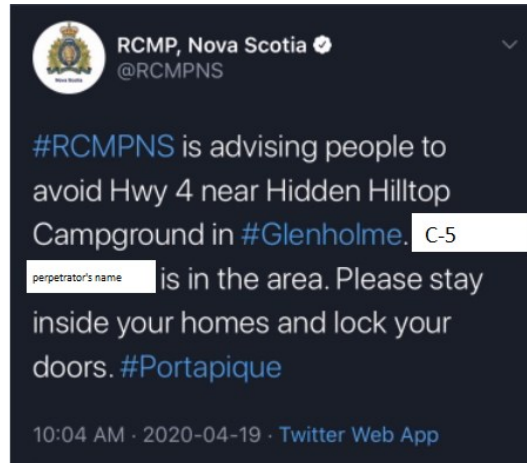 RCMP, Nova Scotia
@RCMPNS
#RCMPNS is advising people to
avoid Hwy 4 near Hidden Hilltop
Campground in #Glenholme. C-5
perpetrator's name is in the area. Please stay
inside your homes and lock your
doors. #Portapique
10:04 AM · 2020-04-19 · Twitter Web App